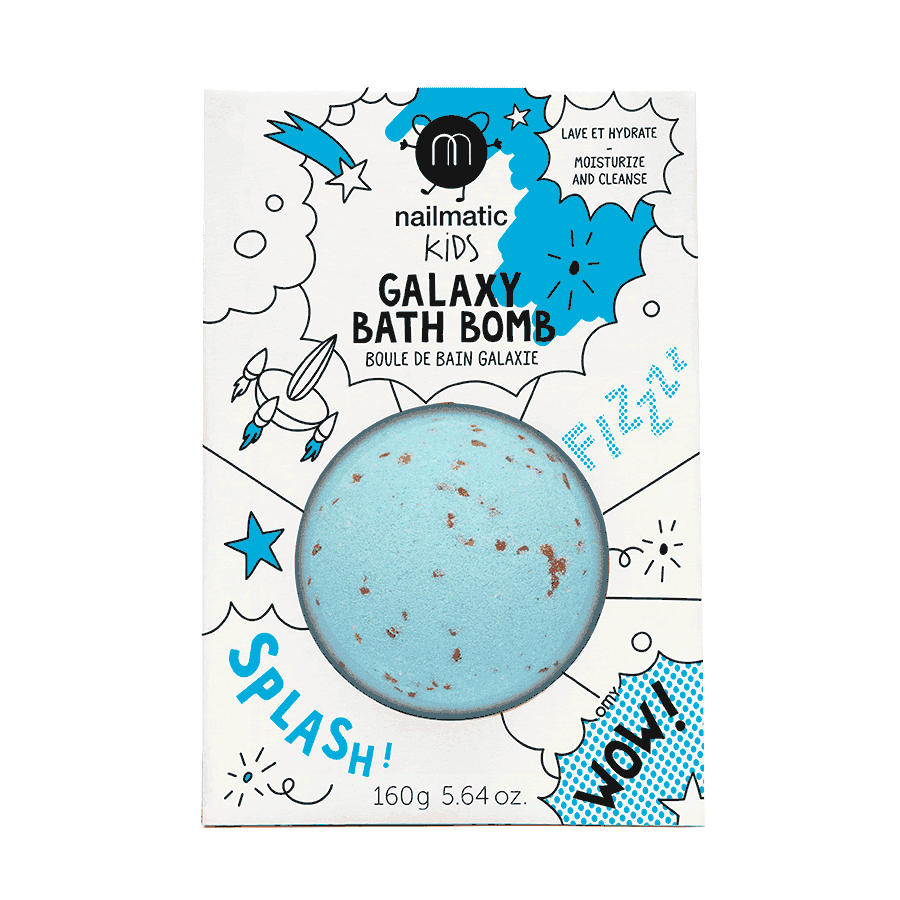 LAVE ET HYDRATE
-
MOISTURIZE
AND CLEANSE
m
nailmatic
KIDS
GALAXY
BATH BOMB
BOULE DE BAIN GALAXIE
FIZZZ!
SPLASH!
OMY
WOW!
160g 5.64 oz.